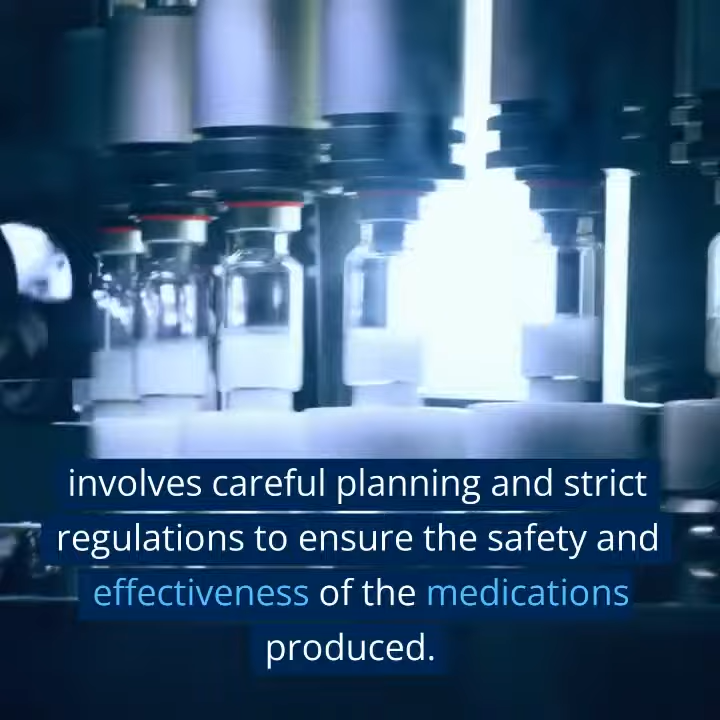 involves careful planning and strict
regulations to ensure the safety and
effectiveness of the medications
produced.